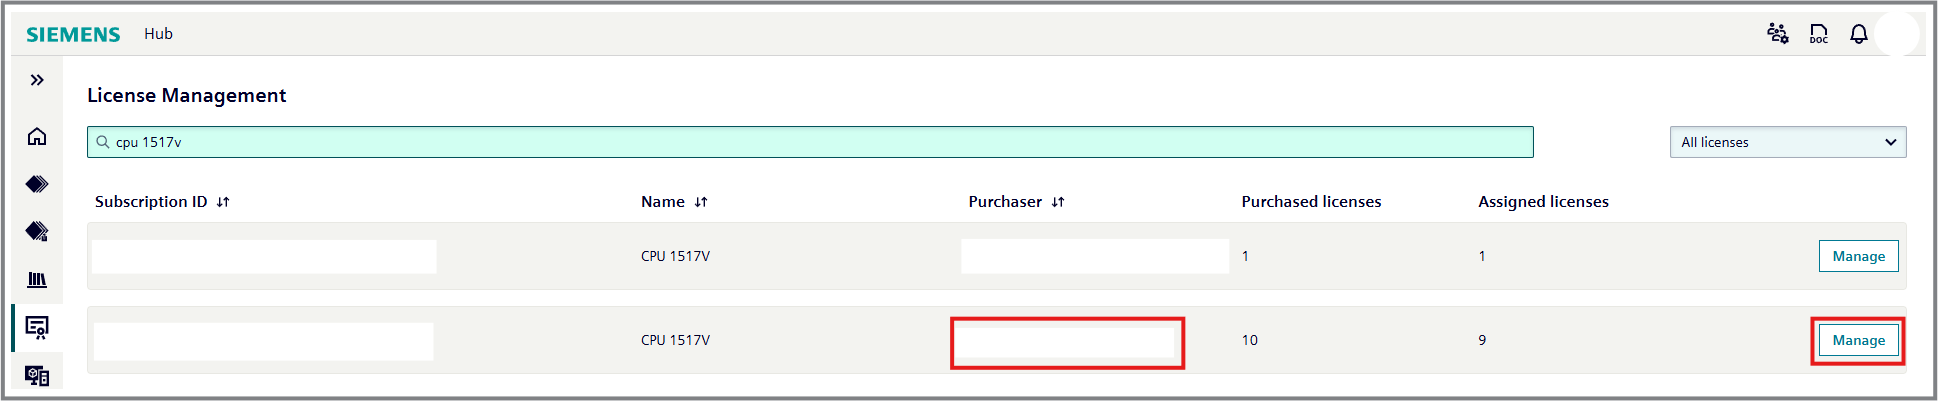 SIEMENS Hub
DOC
License Management
cpu 1517v All licenses
Subscription ID Name Purchaser Purchased licenses Assigned licenses
CPU 1517V 1 1 Manage
CPU 1517V 10 9 Manage